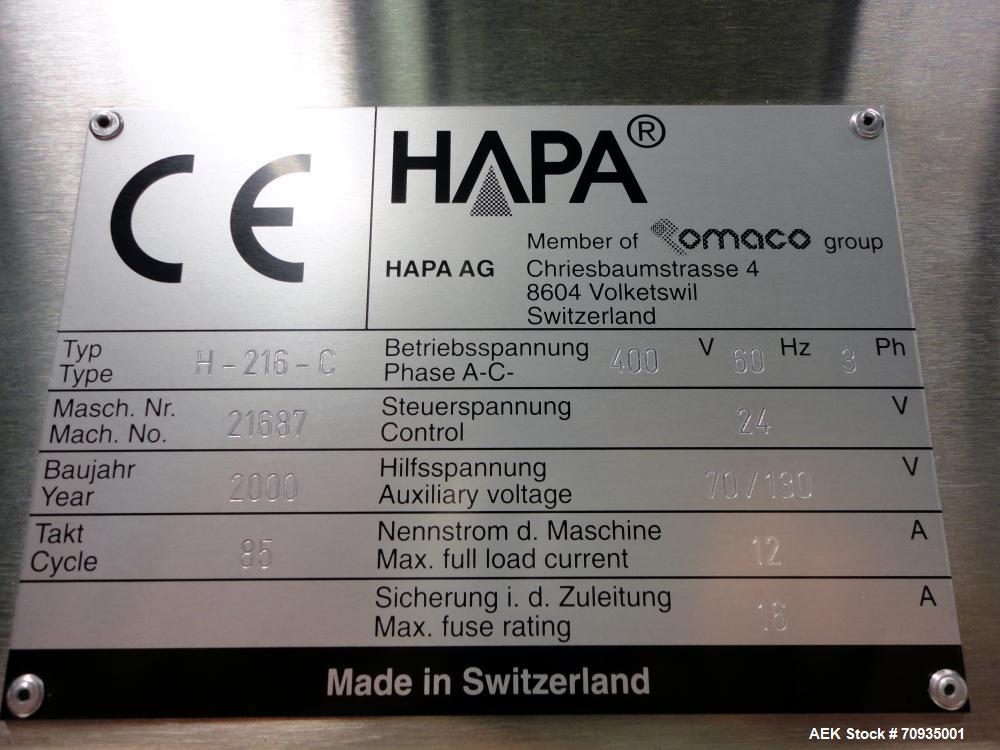 CE
HAPA®
Member of Romaco group
HAPA AG Chriesbaumstrasse 4
8604 Volketswil
Switzerland
Typ
Type H-216-C
Betriebsspannung
Phase A-C- 400 V 60 Hz 3 Ph
Masch. Nr.
Mach. No. 21687
Steuerspannung
Control 24 V
Baujahr
Year 2000
Hilfsspannung
Auxiliary voltage 70/130 V
Takt
Cycle 85
Nennstrom d. Maschine
Max. full load current 12 A
Sicherung i. d. Zuleitung
Max. fuse rating 16 A
Made in Switzerland
AEK Stock # 70935001